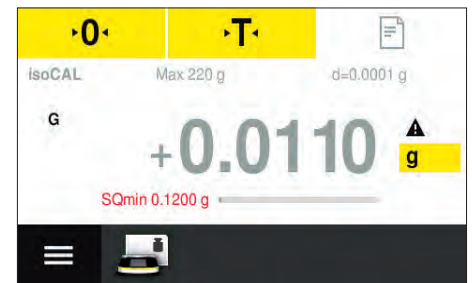 0 T
isoCAL Max 220 g d=0.0001 g
G
+0.0110 g
SQmin 0.1200 g